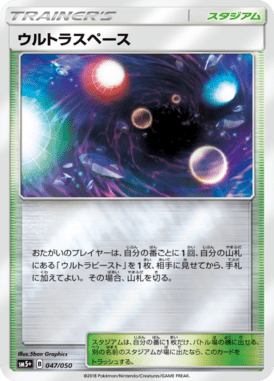 TRAINER'S
スタジアム
ウルトラスペース
おたがいのプレイヤーは、自分の番ごとに1回、自分の山札
にある「ウルトラビースト」を1枚、相手に見せてから、手札
に加えてよい。その場合、山札を切る。
Illus. 5ban Graphics
sm5+ D 047/050
スタジアムは、自分の番に1枚だけ、バトル場の横に出せる。
別の名前のスタジアムが場に出たなら、このカードを
トラッシュする。
©2018 Pokémon/Nintendo/Creatures/GAME FREAK.